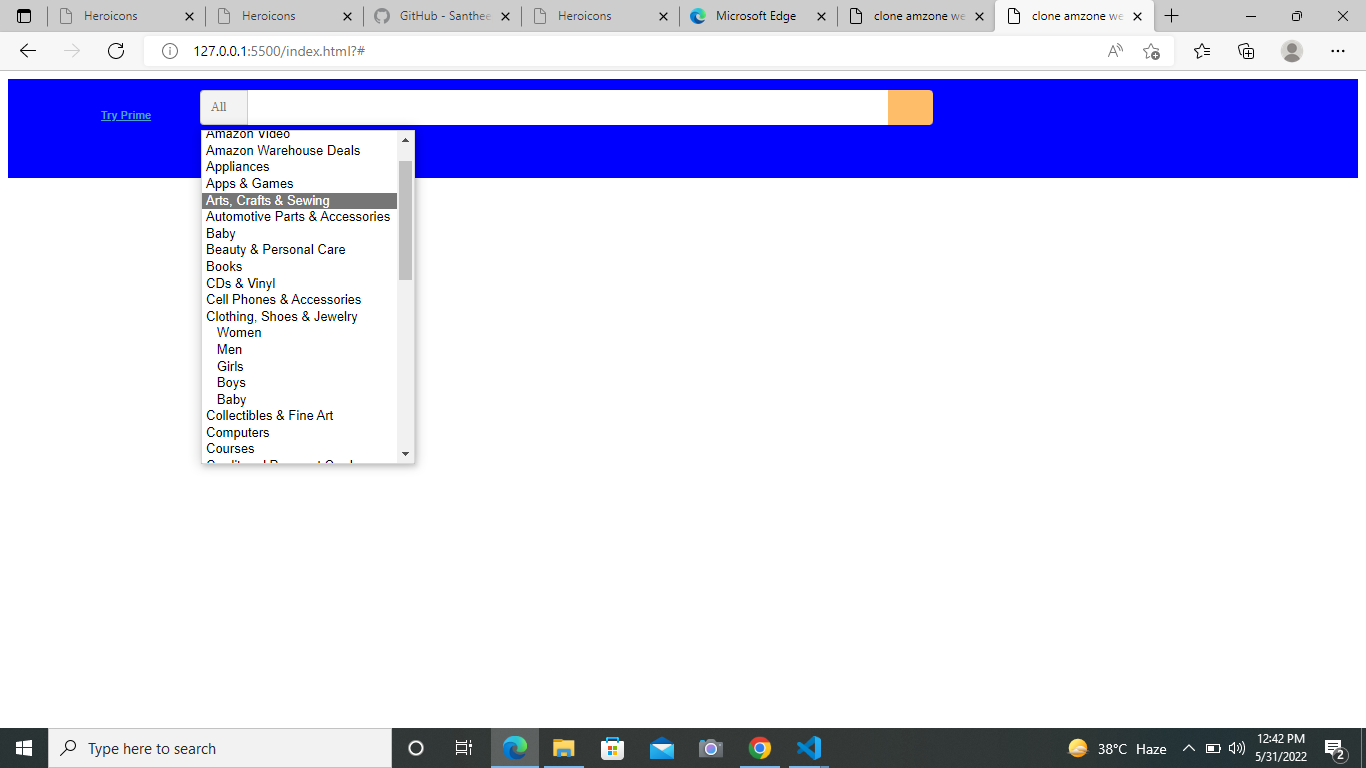 Heroicons
Heroicons
GitHub - Santhee
Heroicons
Microsoft Edge
clone amzone we
clone amzone we
127.0.0.1:5500/index.html?#
Try Prime
All
Amazon Video
Amazon Warehouse Deals
Appliances
Apps & Games
Arts, Crafts & Sewing
Automotive Parts & Accessories
Baby
Beauty & Personal Care
Books
CDs & Vinyl
Cell Phones & Accessories
Clothing, Shoes & Jewelry
Women
Men
Girls
Boys
Baby
Collectibles & Fine Art
Computers
Courses
Type here to search
38°C Haze
12:42 PM
5/31/2022
2